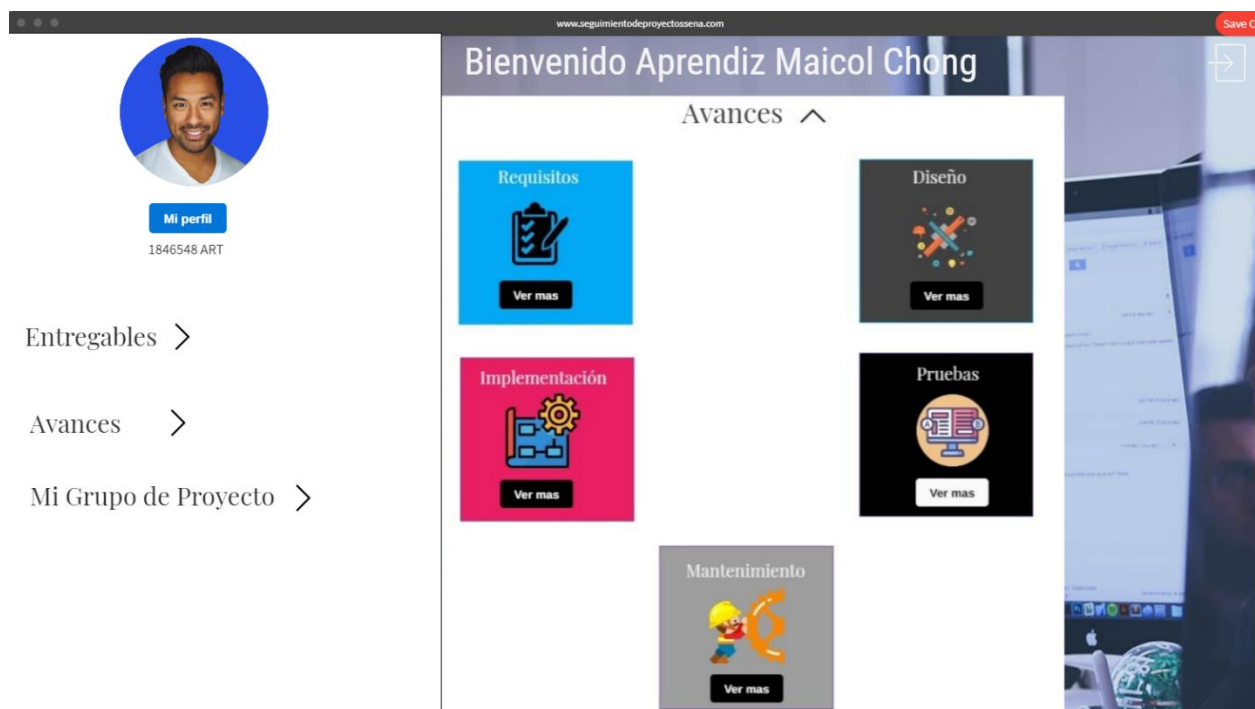 www.seguimientodeproyectossena.com
Save
Bienvenido Aprendiz Maicol Chong
Mi perfil
1846548 ART
Entregables
Avances
Mi Grupo de Proyecto
Avances
Requisitos
Ver mas
Diseño
Ver mas
Implementación
Ver mas
Pruebas
A
B
Ver mas
Mantenimiento
Ver mas